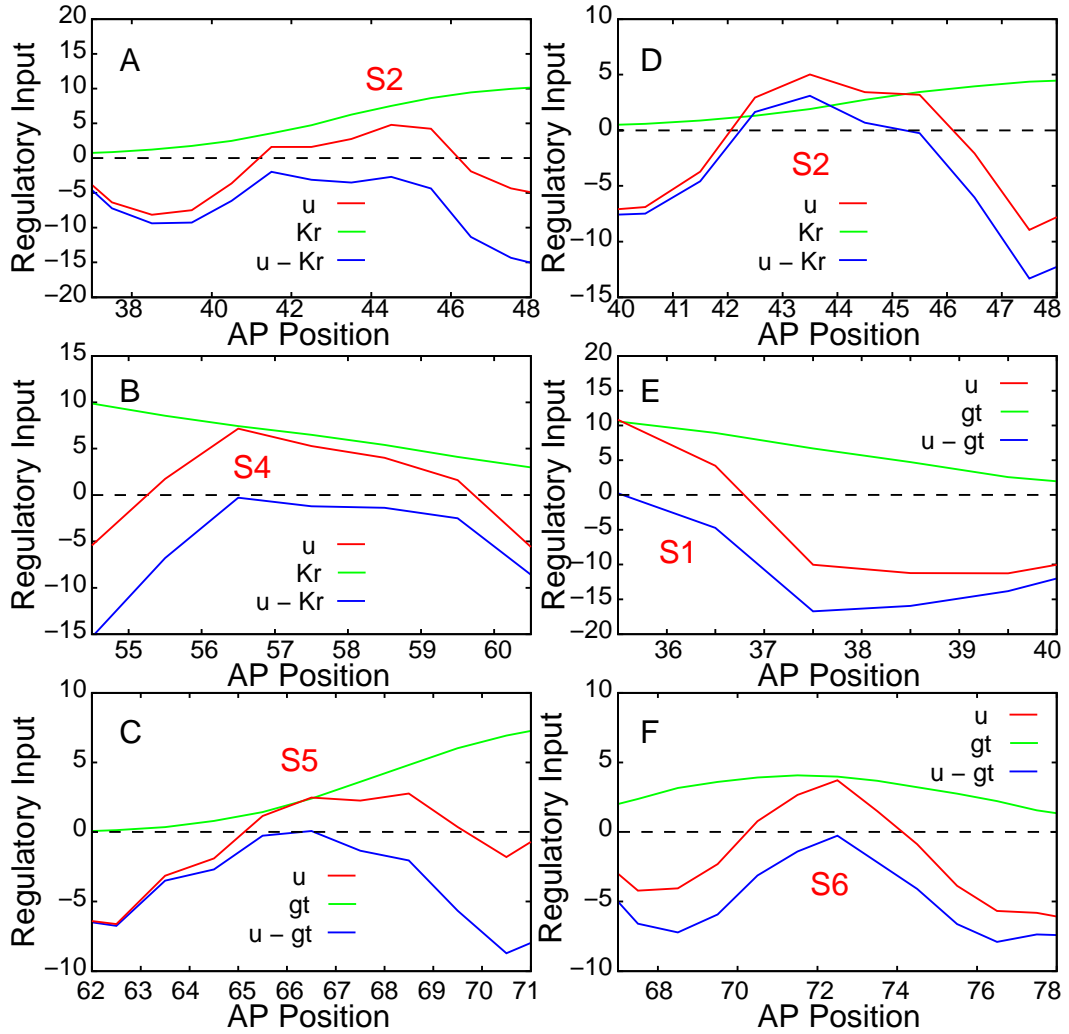 A
S2
Regulatory Input
20
15
10
5
0
−5
−10
−15
−20
u
Kr
u − Kr
38 40 42 44 46 48
AP Position
D
S2
Regulatory Input
10
5
0
−5
−10
−15
u
Kr
u − Kr
40 41 42 43 44 45 46 47 48
AP Position
B
S4
Regulatory Input
15
10
5
0
−5
−10
−15
u
Kr
u − Kr
55 56 57 58 59 60
AP Position
E
S1
Regulatory Input
20
15
10
5
0
−5
−10
−15
−20
u
gt
u − gt
36 37 38 39 40
AP Position
C
S5
Regulatory Input
10
5
0
−5
−10
u
gt
u − gt
62 63 64 65 66 67 68 69 70 71
AP Position
F
S6
Regulatory Input
10
5
0
−5
−10
u
gt
u − gt
68 70 72 74 76 78
AP Position